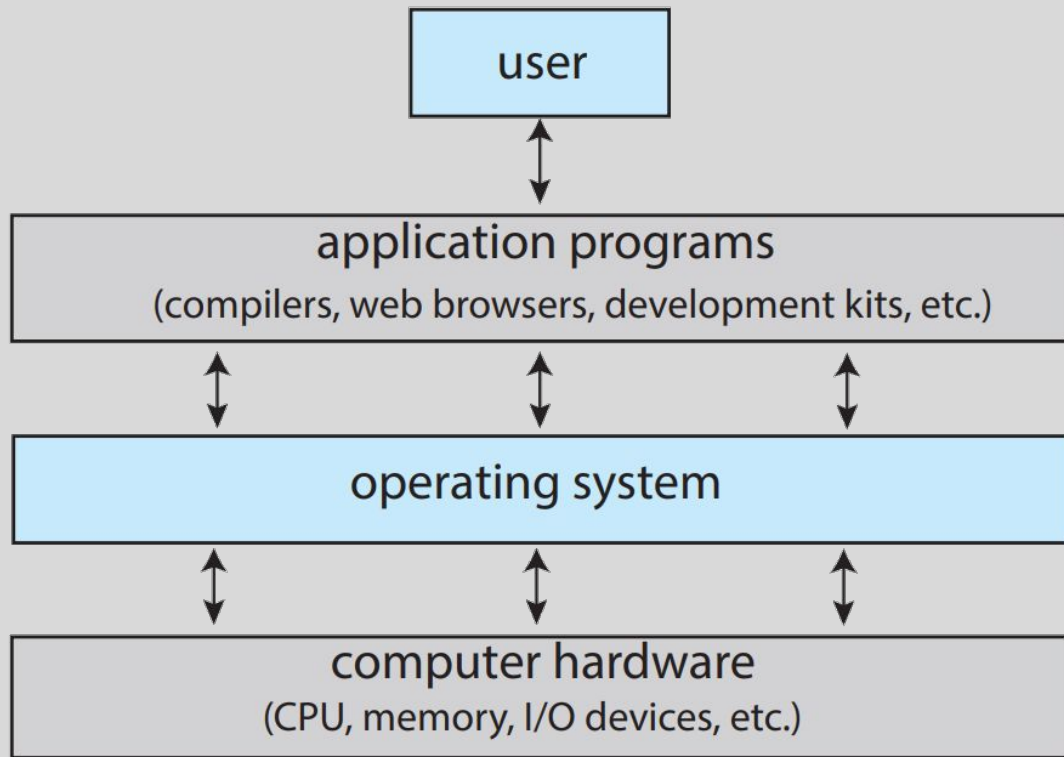 user
application programs
(compilers, web browsers, development kits, etc.)
operating system
computer hardware
(CPU, memory, I/O devices, etc.)